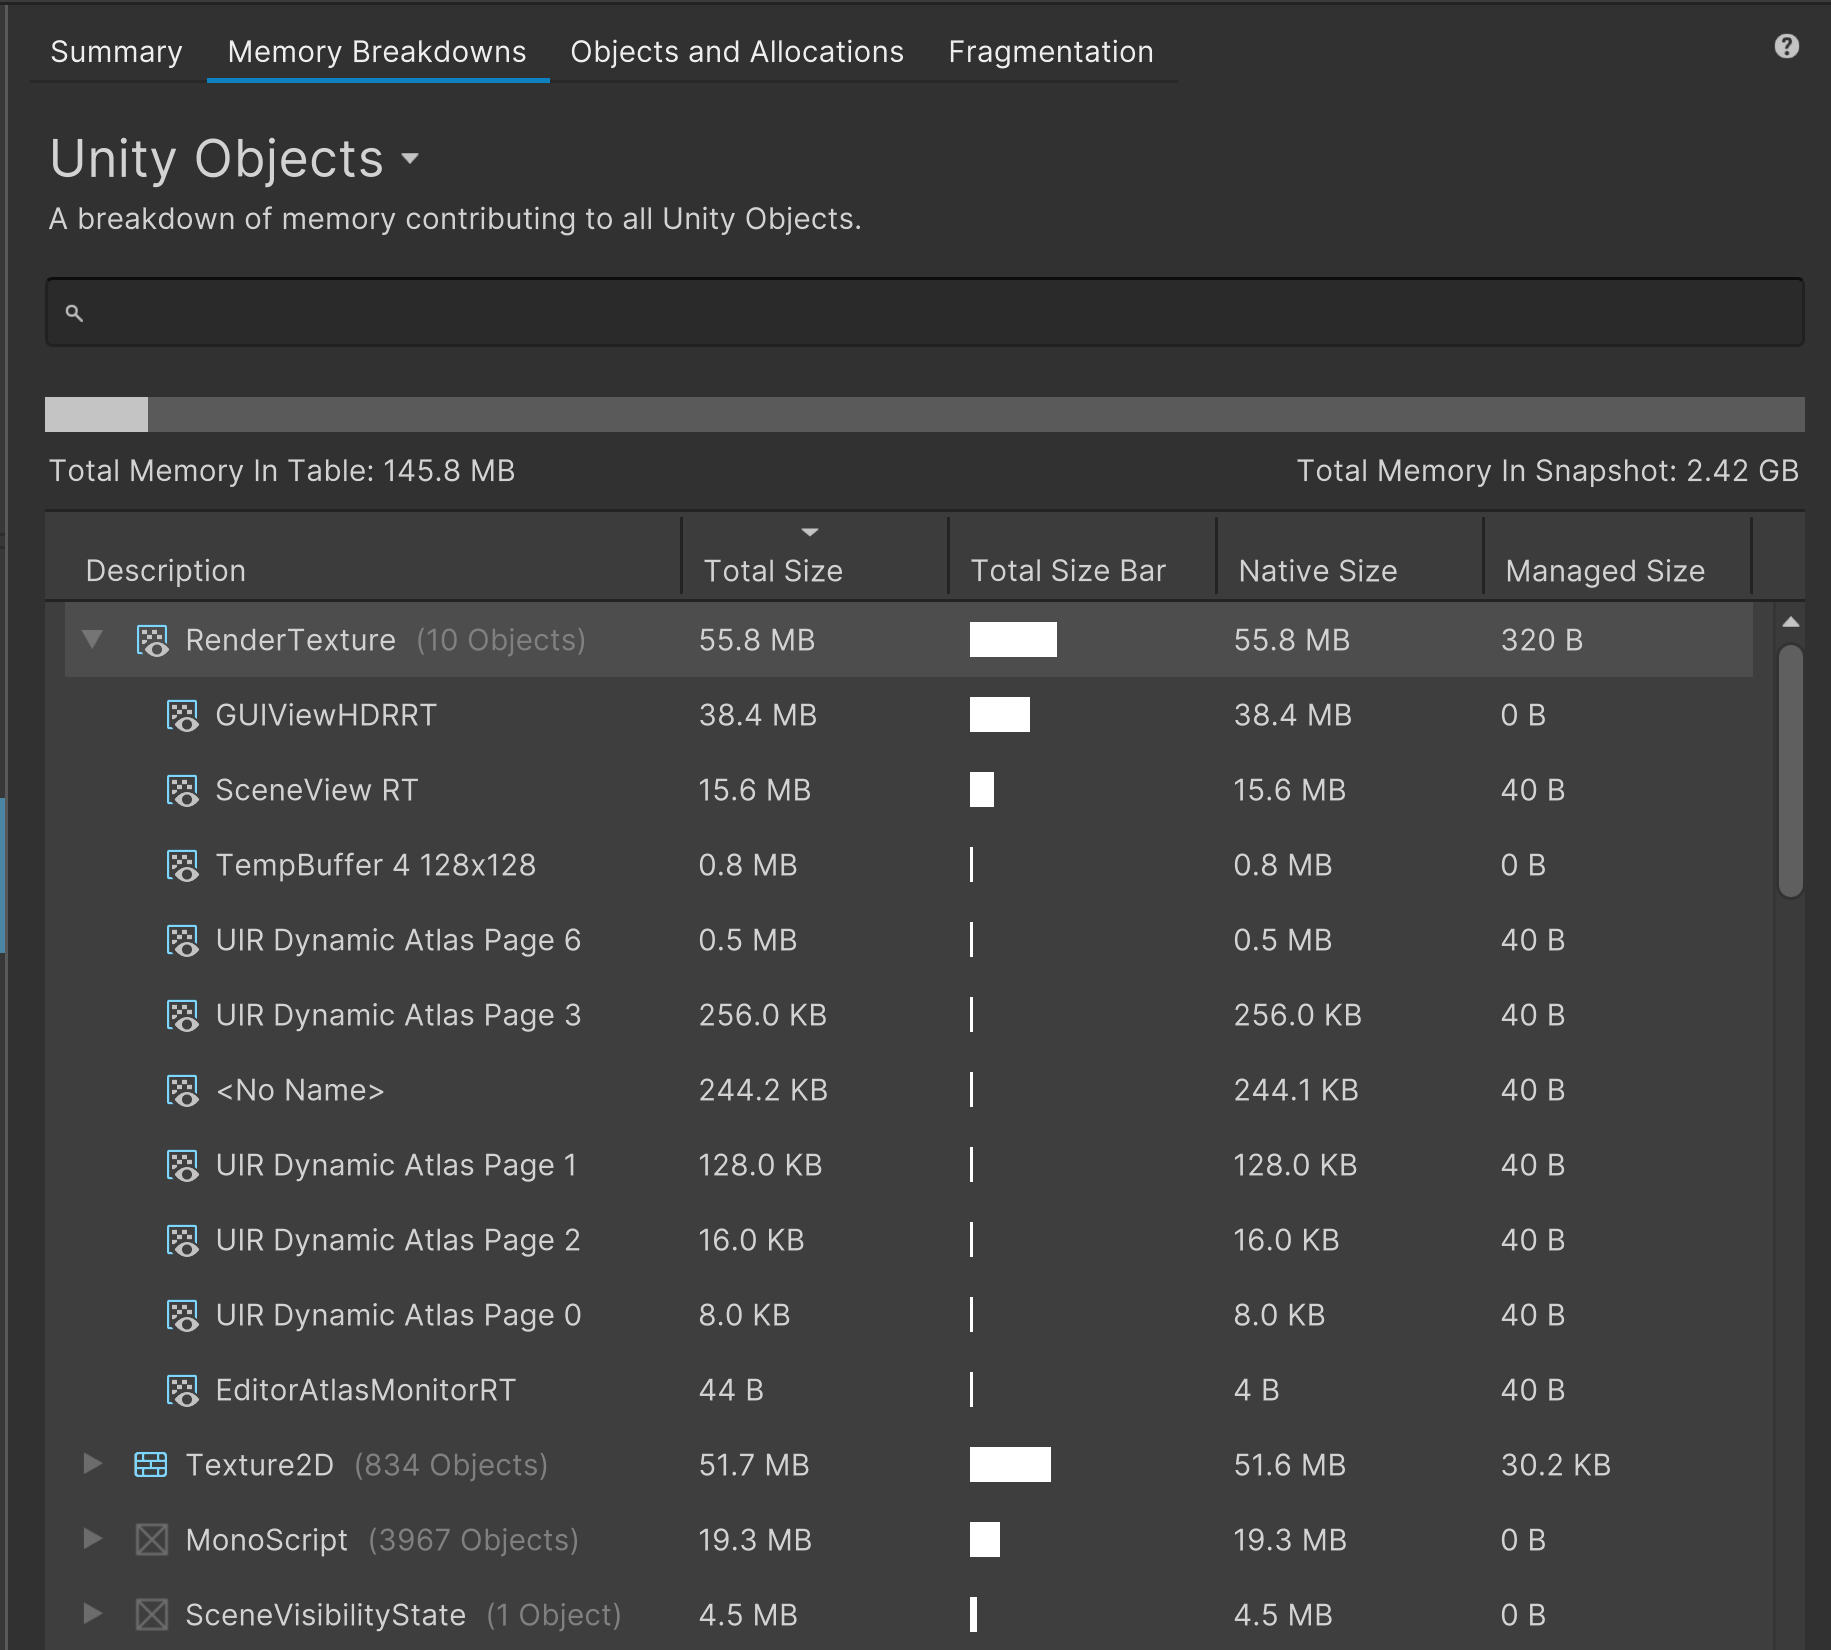 Summary Memory Breakdowns Objects and Allocations Fragmentation ?
Unity Objects
A breakdown of memory contributing to all Unity Objects.
Total Memory In Table: 145.8 MB Total Memory In Snapshot: 2.42 GB
Description Total Size Total Size Bar Native Size Managed Size
RenderTexture (10 Objects) 55.8 MB 55.8 MB 320 B
GUIViewHDRRT 38.4 MB 38.4 MB 0 B
SceneView RT 15.6 MB 15.6 MB 40 B
TempBuffer 4 128x128 0.8 MB 0.8 MB 0 B
UIR Dynamic Atlas Page 6 0.5 MB 0.5 MB 40 B
UIR Dynamic Atlas Page 3 256.0 KB 256.0 KB 40 B
<No Name> 244.2 KB 244.1 KB 40 B
UIR Dynamic Atlas Page 1 128.0 KB 128.0 KB 40 B
UIR Dynamic Atlas Page 2 16.0 KB 16.0 KB 40 B
UIR Dynamic Atlas Page 0 8.0 KB 8.0 KB 40 B
EditorAtlasMonitorRT 44 B 4 B 40 B
Texture2D (834 Objects) 51.7 MB 51.6 MB 30.2 KB
MonoScript (3967 Objects) 19.3 MB 19.3 MB 0 B
SceneVisibilityState (1 Object) 4.5 MB 4.5 MB 0 B